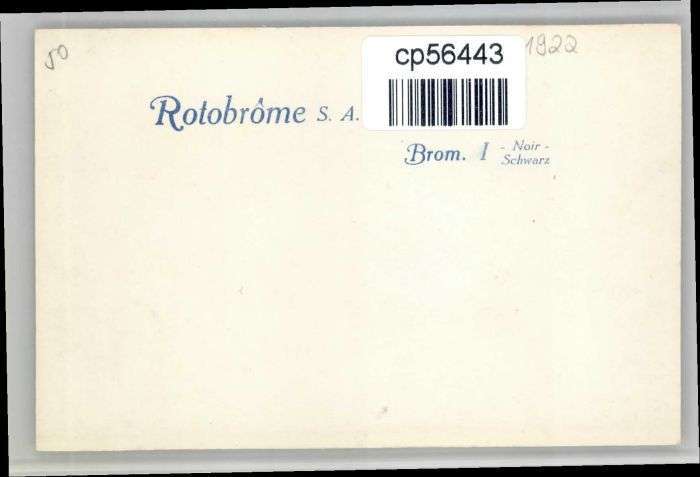 50
cp56443
1922
Rotobrôme S. A.
Brom. I - Noir -
Schwarz